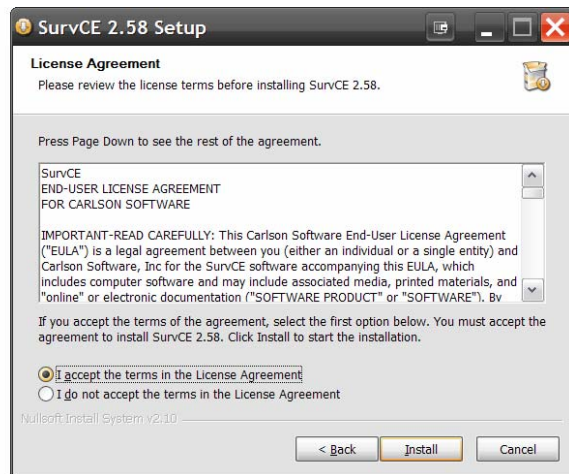 SurvCE 2.58 Setup
License Agreement
Please review the license terms before installing SurvCE 2.58.
Press Page Down to see the rest of the agreement.
SurvCE
END-USER LICENSE AGREEMENT
FOR CARLSON SOFTWARE
IMPORTANT-READ CAREFULLY: This Carlson Software End-User License Agreement
("EULA") is a legal agreement between you (either an individual or a single entity) and
Carlson Software, Inc for the SurvCE software accompanying this EULA, which
includes computer software and may include associated media, printed materials, and
"online" or electronic documentation ("SOFTWARE PRODUCT" or "SOFTWARE"). By
If you accept the terms of the agreement, select the first option below. You must accept the
agreement to install SurvCE 2.58. Click Install to start the installation.
I accept the terms in the License Agreement
I do not accept the terms in the License Agreement
Nullsoft Install System v2.10
< Back Install Cancel